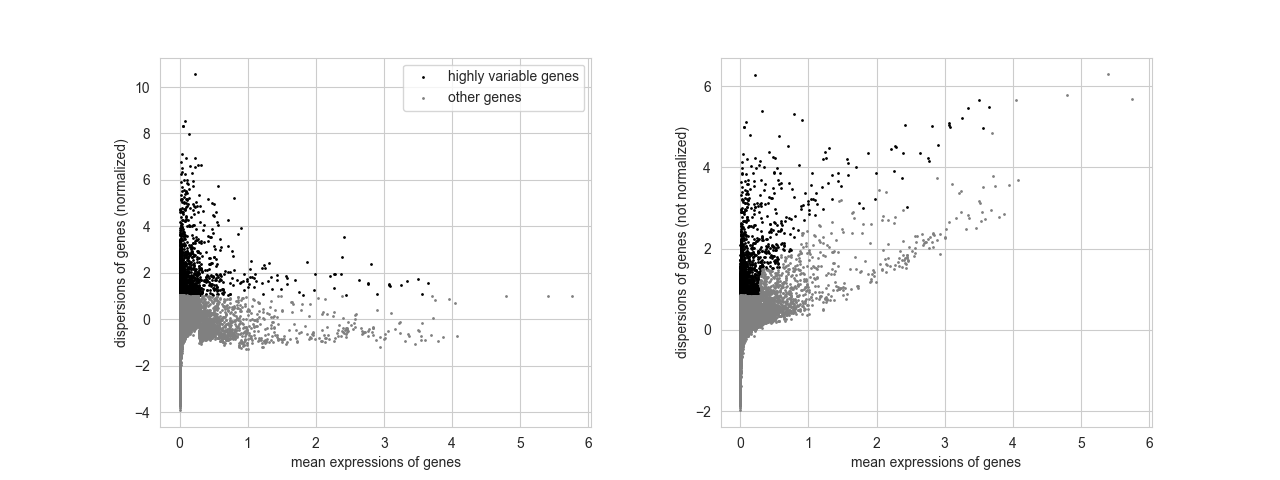 highly variable genes
other genes
dispersions of genes (normalized)
10
8
6
4
2
0
−2
−4
0 1 2 3 4 5 6
mean expressions of genes
dispersions of genes (not normalized)
6
4
2
0
−2
0 1 2 3 4 5 6
mean expressions of genes